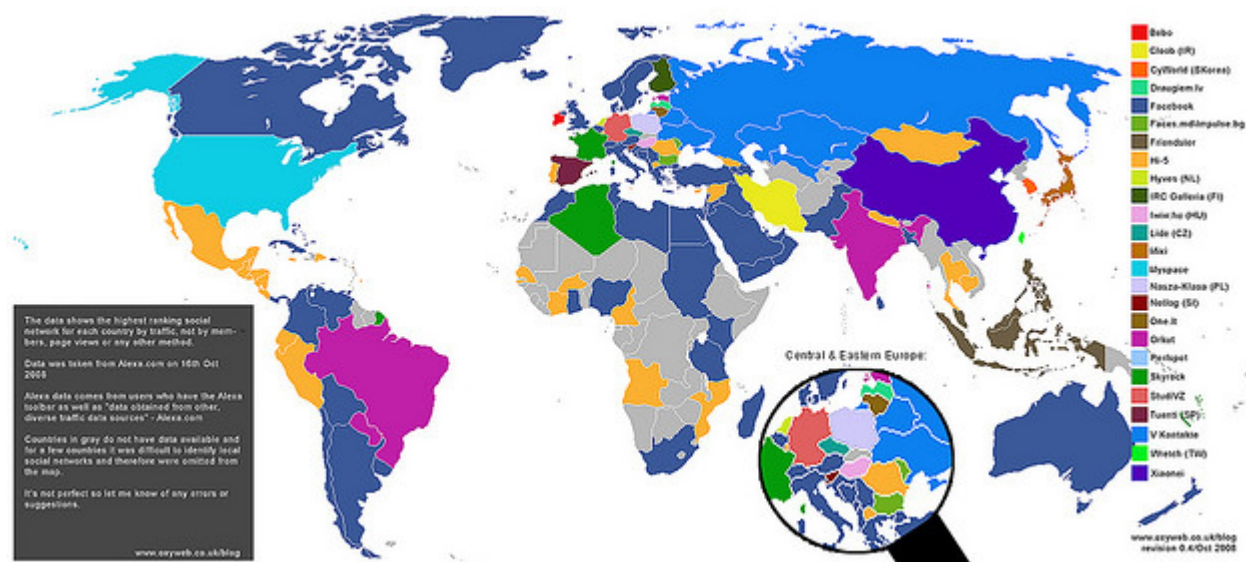 Bebo
Cloob (IR)
CyWorld (SKorea)
Draugiem.lv
Facebook
Faces.md/impulse.bg
Friendster
Hi-5
Hyves (NL)
IRC Galleria (FI)
iwiw.hu (HU)
Lide (CZ)
Mixi
Myspace
Nasza-Klasa (PL)
Netlog (SI)
One.lt
Orkut
Perlspot
Skyrock
StudiVZ
Tuenti (SP)
V Kontakte
Wretch (TW)
Xiaonei
The data shows the highest ranking social
network for each country by traffic, not by mem-
bers, page views or any other method.
Data was taken from Alexa.com on 16th Oct
2008
Alexa data comes from users who have the Alexa
toolbar as well as "data obtained from other,
diverse traffic data sources" - Alexa.com
Countries in gray do not have data available and
for a few countries it was difficult to identify local
social networks and therefore were omitted from
the map.
It's not perfect so let me know of any errors or
suggestions.
www.oxyweb.co.uk/blog
Central & Eastern Europe:
www.oxyweb.co.uk/blog
revision 0.4/Oct 2008